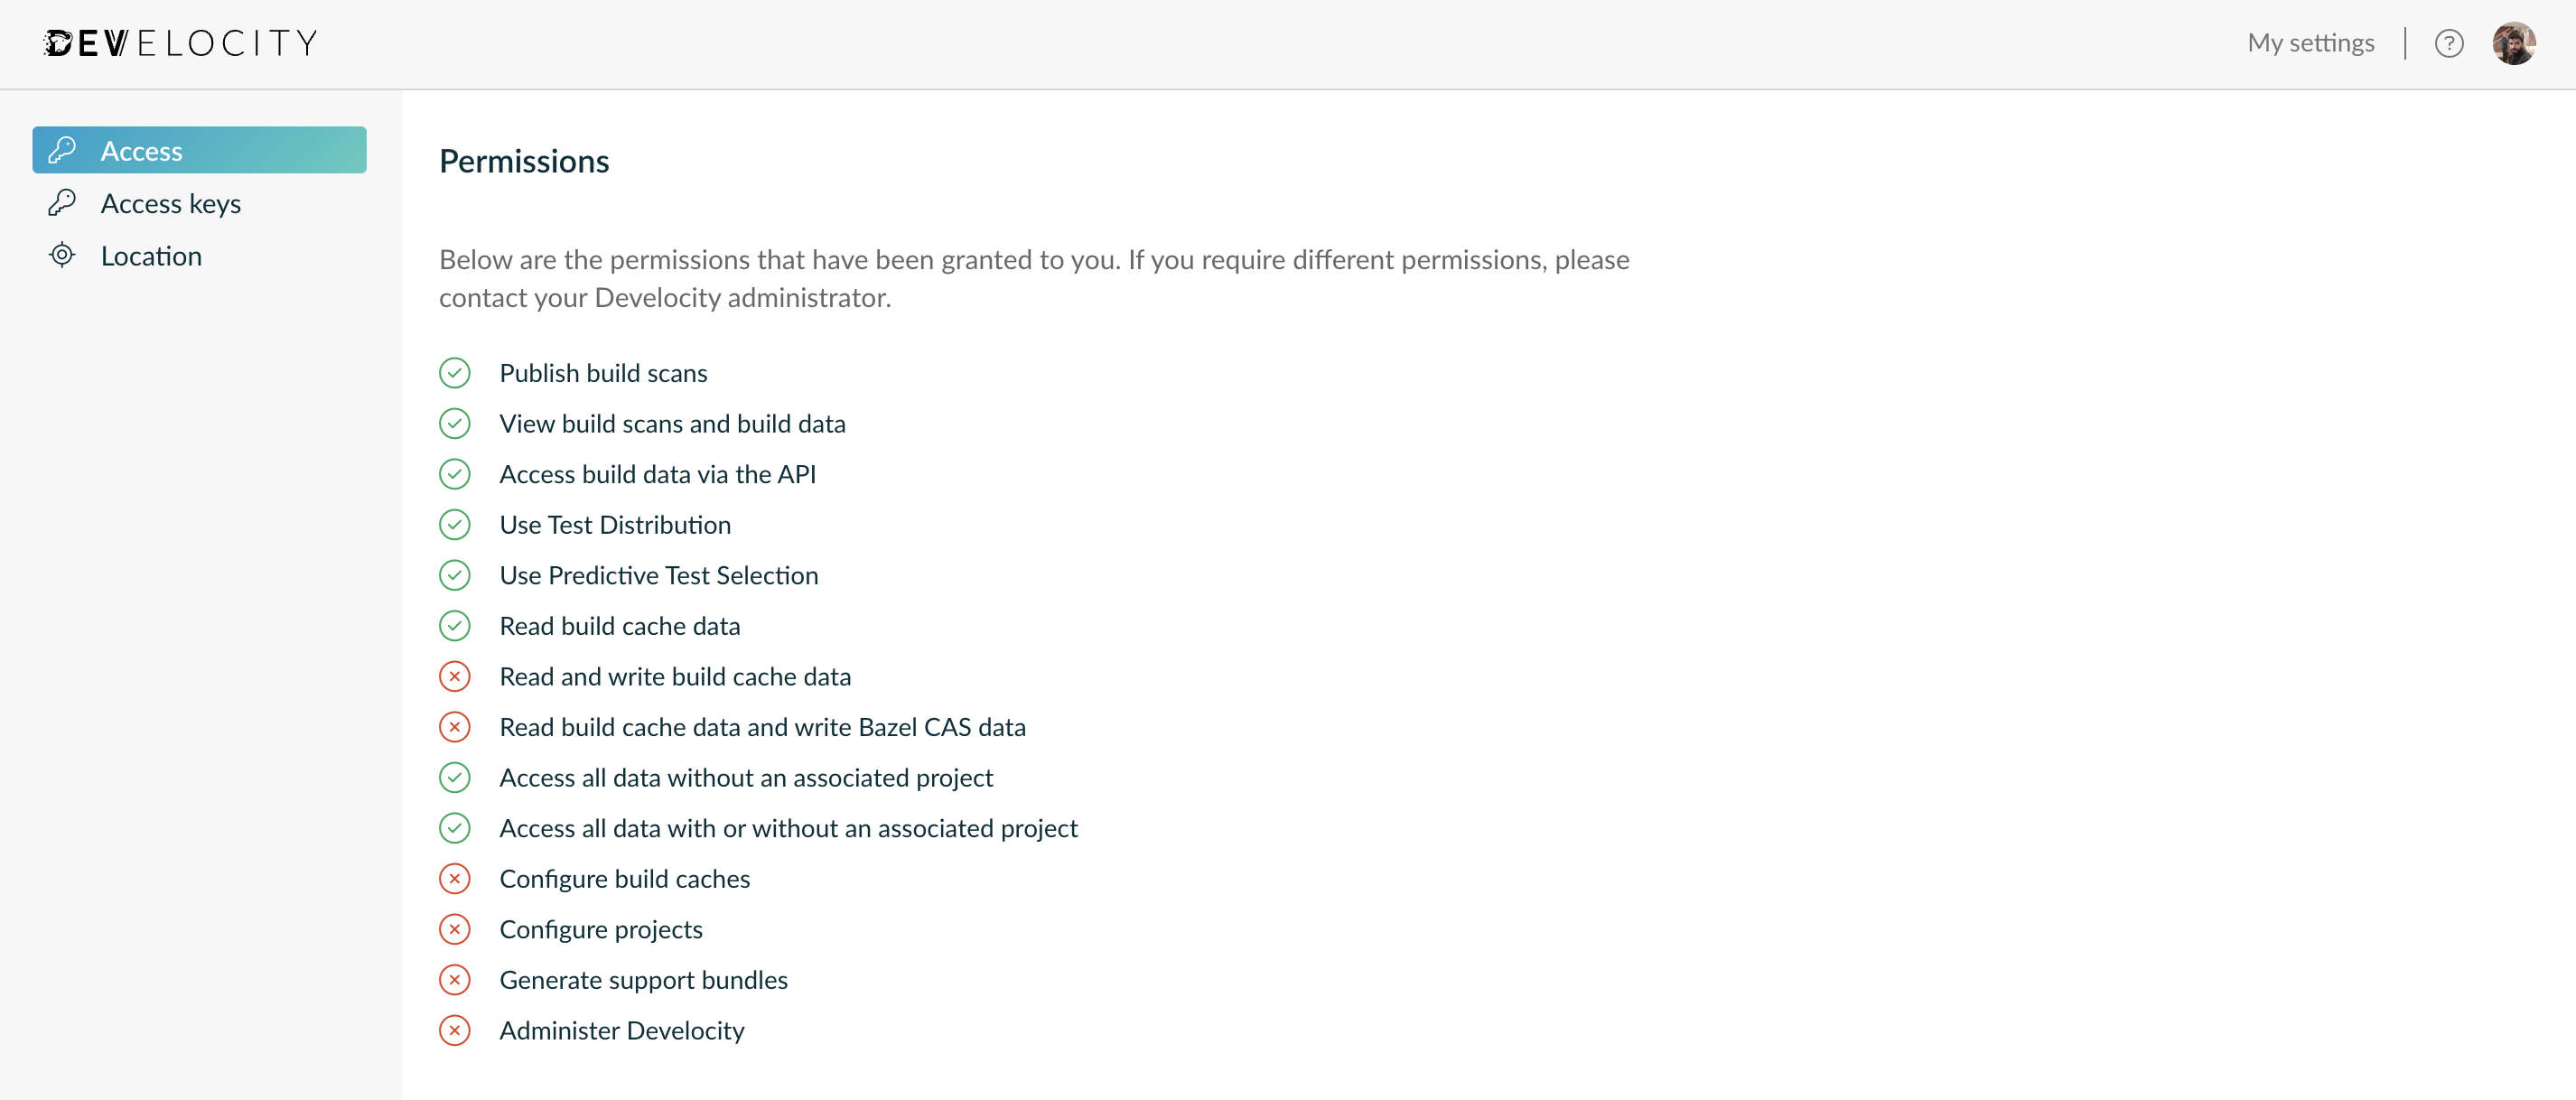 DEVELOCITY
My settings
?
Access
Access keys
Location
Permissions
Below are the permissions that have been granted to you. If you require different permissions, please
contact your Develocity administrator.
Publish build scans
View build scans and build data
Access build data via the API
Use Test Distribution
Use Predictive Test Selection
Read build cache data
Read and write build cache data
Read build cache data and write Bazel CAS data
Access all data without an associated project
Access all data with or without an associated project
Configure build caches
Configure projects
Generate support bundles
Administer Develocity